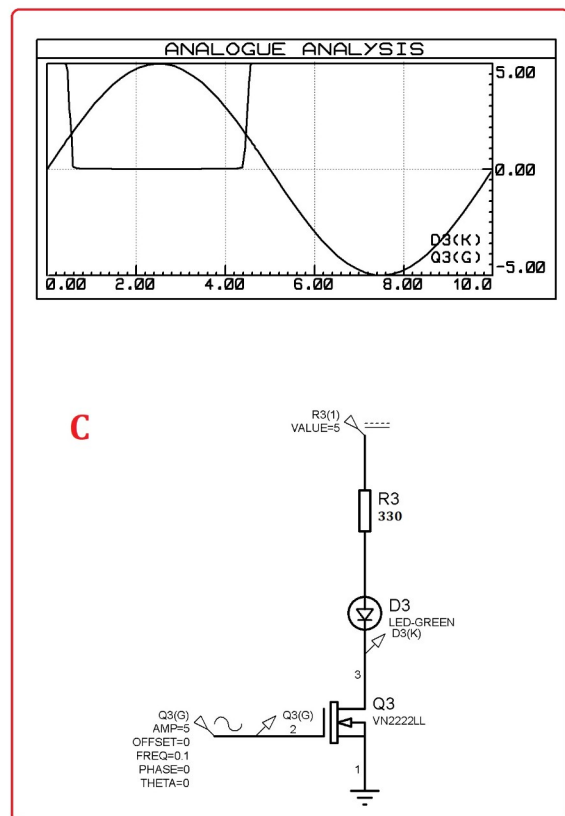 ANALOGUE ANALYSIS
5.00
0.00
D3(K)
Q3(G)
-5.00
0.00 2.00 4.00 6.00 8.00 10.0
C
R3(1)
VALUE=5
R3
330
D3
LED-GREEN
D3(K)
3
Q3
VN2222LL
Q3(G)
AMP=5
OFFSET=0
FREQ=0.1
PHASE=0
THETA=0
Q3(G)
2
1